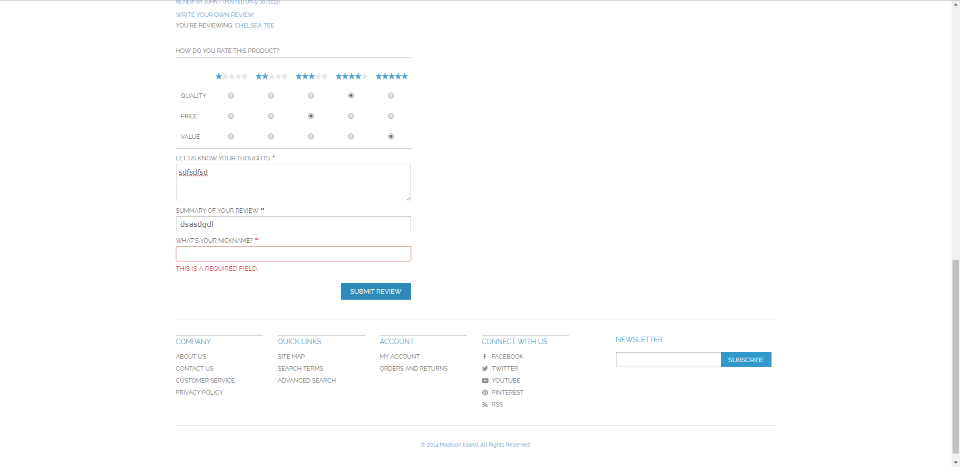 REVIEW BY JOHN / (POSTED ON 5/16/2013)
WRITE YOUR OWN REVIEW
YOU'RE REVIEWING: CHELSEA TEE
HOW DO YOU RATE THIS PRODUCT?
QUALITY
PRICE
VALUE
LET US KNOW YOUR THOUGHTS *
sdfsdfsd
SUMMARY OF YOUR REVIEW *
WHAT'S YOUR NICKNAME? *
THIS IS A REQUIRED FIELD.
SUBMIT REVIEW
COMPANY
ABOUT US
CONTACT US
CUSTOMER SERVICE
PRIVACY POLICY
QUICK LINKS
SITE MAP
SEARCH TERMS
ADVANCED SEARCH
ACCOUNT
MY ACCOUNT
ORDERS AND RETURNS
CONNECT WITH US
FACEBOOK
TWITTER
YOUTUBE
PINTEREST
RSS
NEWSLETTER
SUBSCRIBE
© 2014 Madison Island. All Rights Reserved.